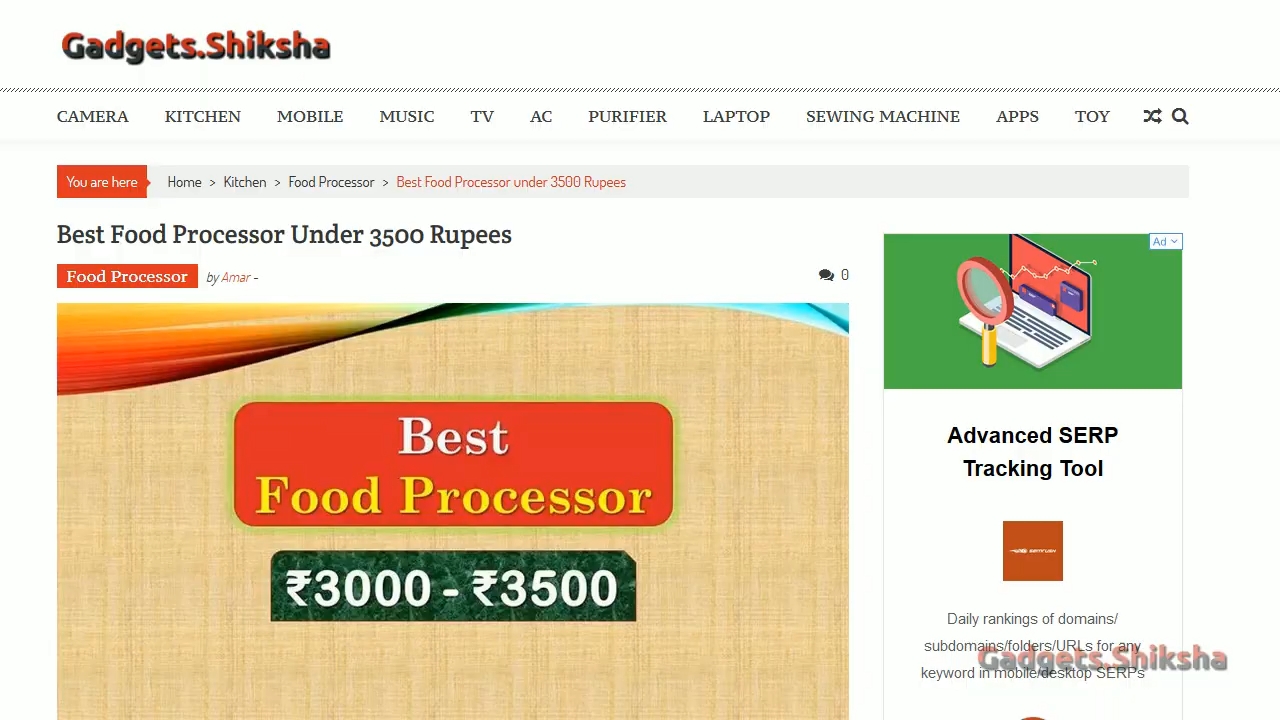 Gadgets.Shiksha
CAMERA KITCHEN MOBILE MUSIC TV AC PURIFIER LAPTOP SEWING MACHINE APPS TOY
You are here Home > Kitchen > Food Processor > Best Food Processor under 3500 Rupees
Best Food Processor Under 3500 Rupees
Food Processor by Amar - 0
Best
Food Processor
₹3000 - ₹3500
Ad
Advanced SERP
Tracking Tool
SEMRUSH
Daily rankings of domains/
subdomains/folders/URLs for any
keyword in mobile/desktop SERPs
Gadgets.Shiksha